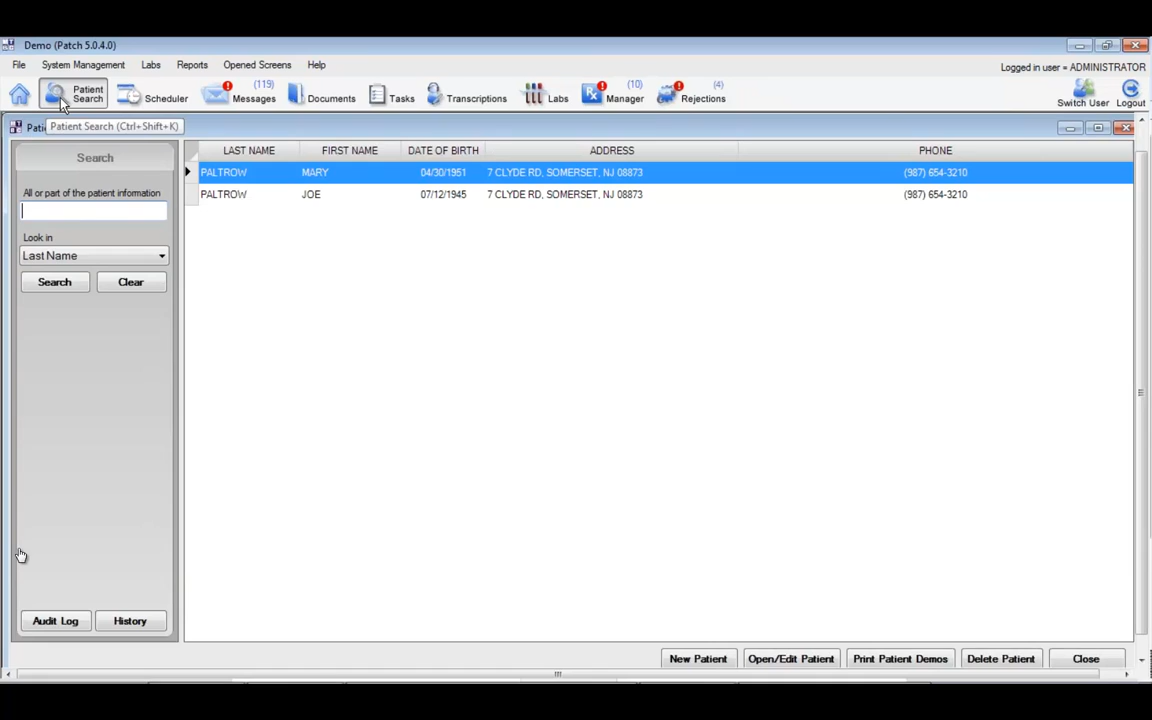 Demo (Patch 5.0.4.0)
File System Management Labs Reports Opened Screens Help
Logged in user = ADMINISTRATOR
Patient Search Scheduler Messages (119) Documents Tasks Transcriptions Labs Manager (10) Rejections (4) Switch User Logout
Patient Search (Ctrl+Shift+K)
Search
All or part of the patient information
Look in
Last Name
Search Clear
Audit Log History
LAST NAME FIRST NAME DATE OF BIRTH ADDRESS PHONE
PALTROW MARY 04/30/1951 7 CLYDE RD, SOMERSET, NJ 08873 (987) 654-3210
PALTROW JOE 07/12/1945 7 CLYDE RD, SOMERSET, NJ 08873 (987) 654-3210
New Patient Open/Edit Patient Print Patient Demos Delete Patient Close